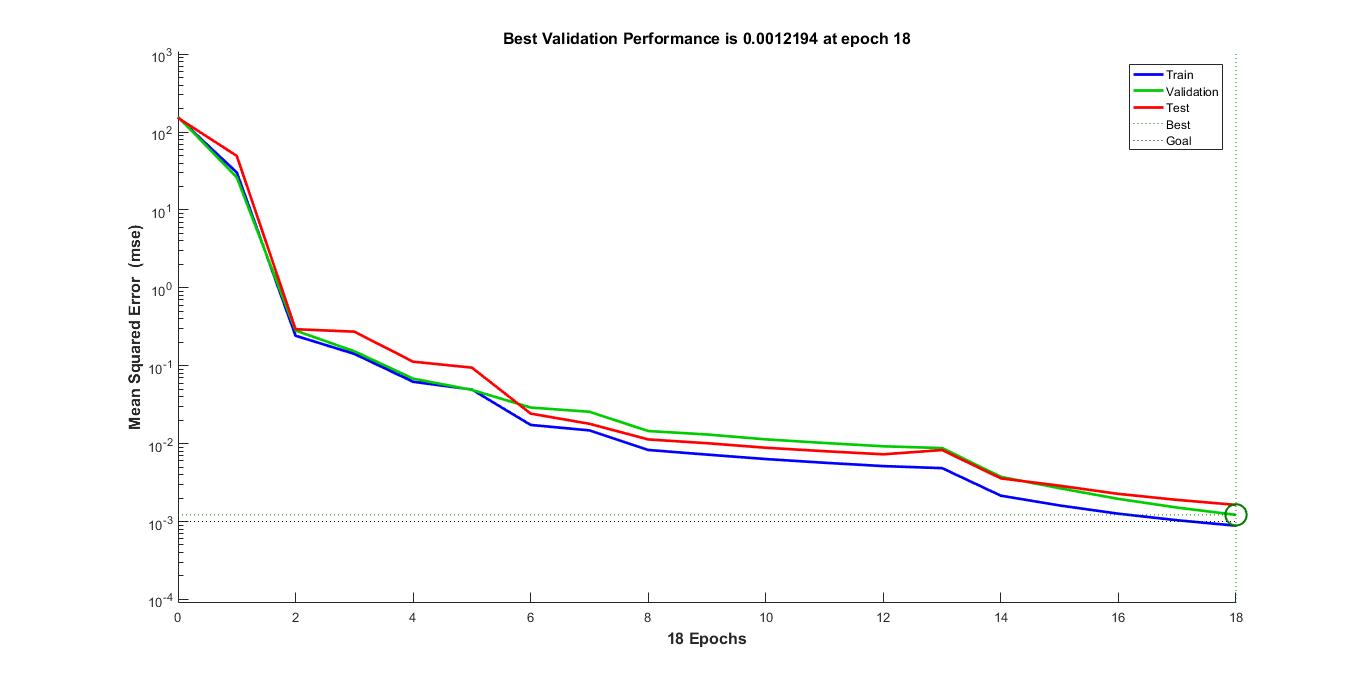 Best Validation Performance is 0.0012194 at epoch 18
10^3
10^2
10^1
10^0
10^-1
10^-2
10^-3
10^-4
Mean Squared Error (mse)
Train
Validation
Test
Best
Goal
0 2 4 6 8 10 12 14 16 18
18 Epochs